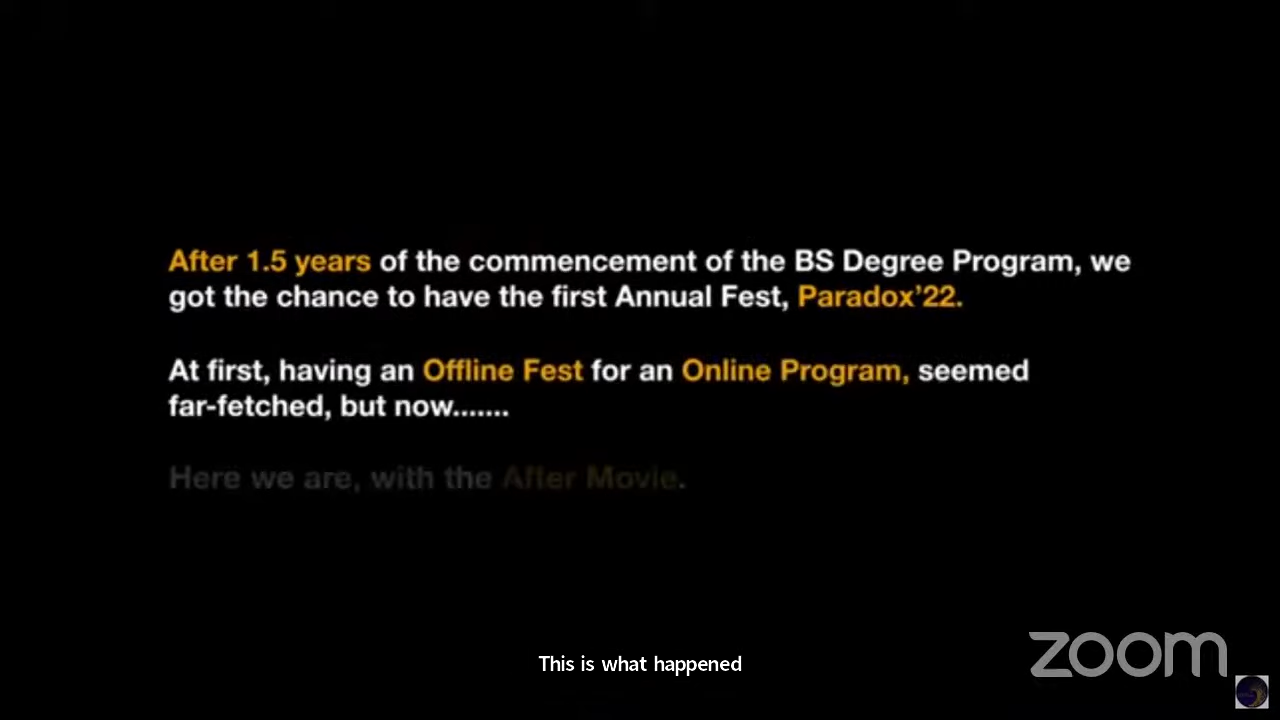 After 1.5 years of the commencement of the BS Degree Program, we
got the chance to have the first Annual Fest, Paradox’22.
At first, having an Offline Fest for an Online Program, seemed
far-fetched, but now.......
Here we are, with the After Movie.
This is what happened
zoom